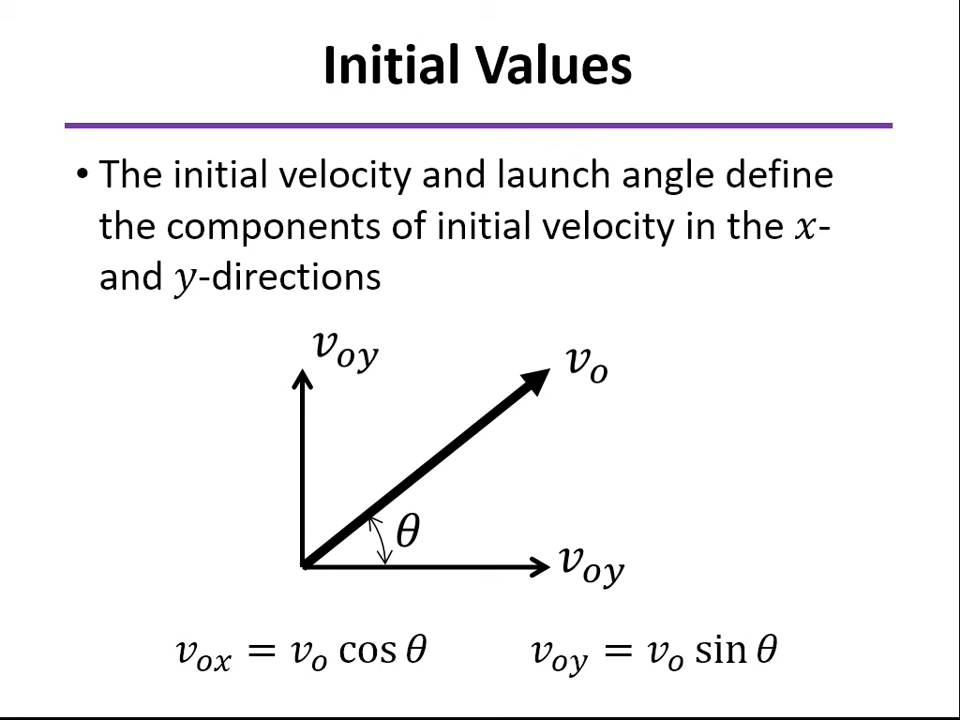 Initial Values
• The initial velocity and launch angle define
the components of initial velocity in the x-
and y-directions
v_oy
v_o
θ
v_oy
v_ox = v_o cos θ
v_oy = v_o sin θ